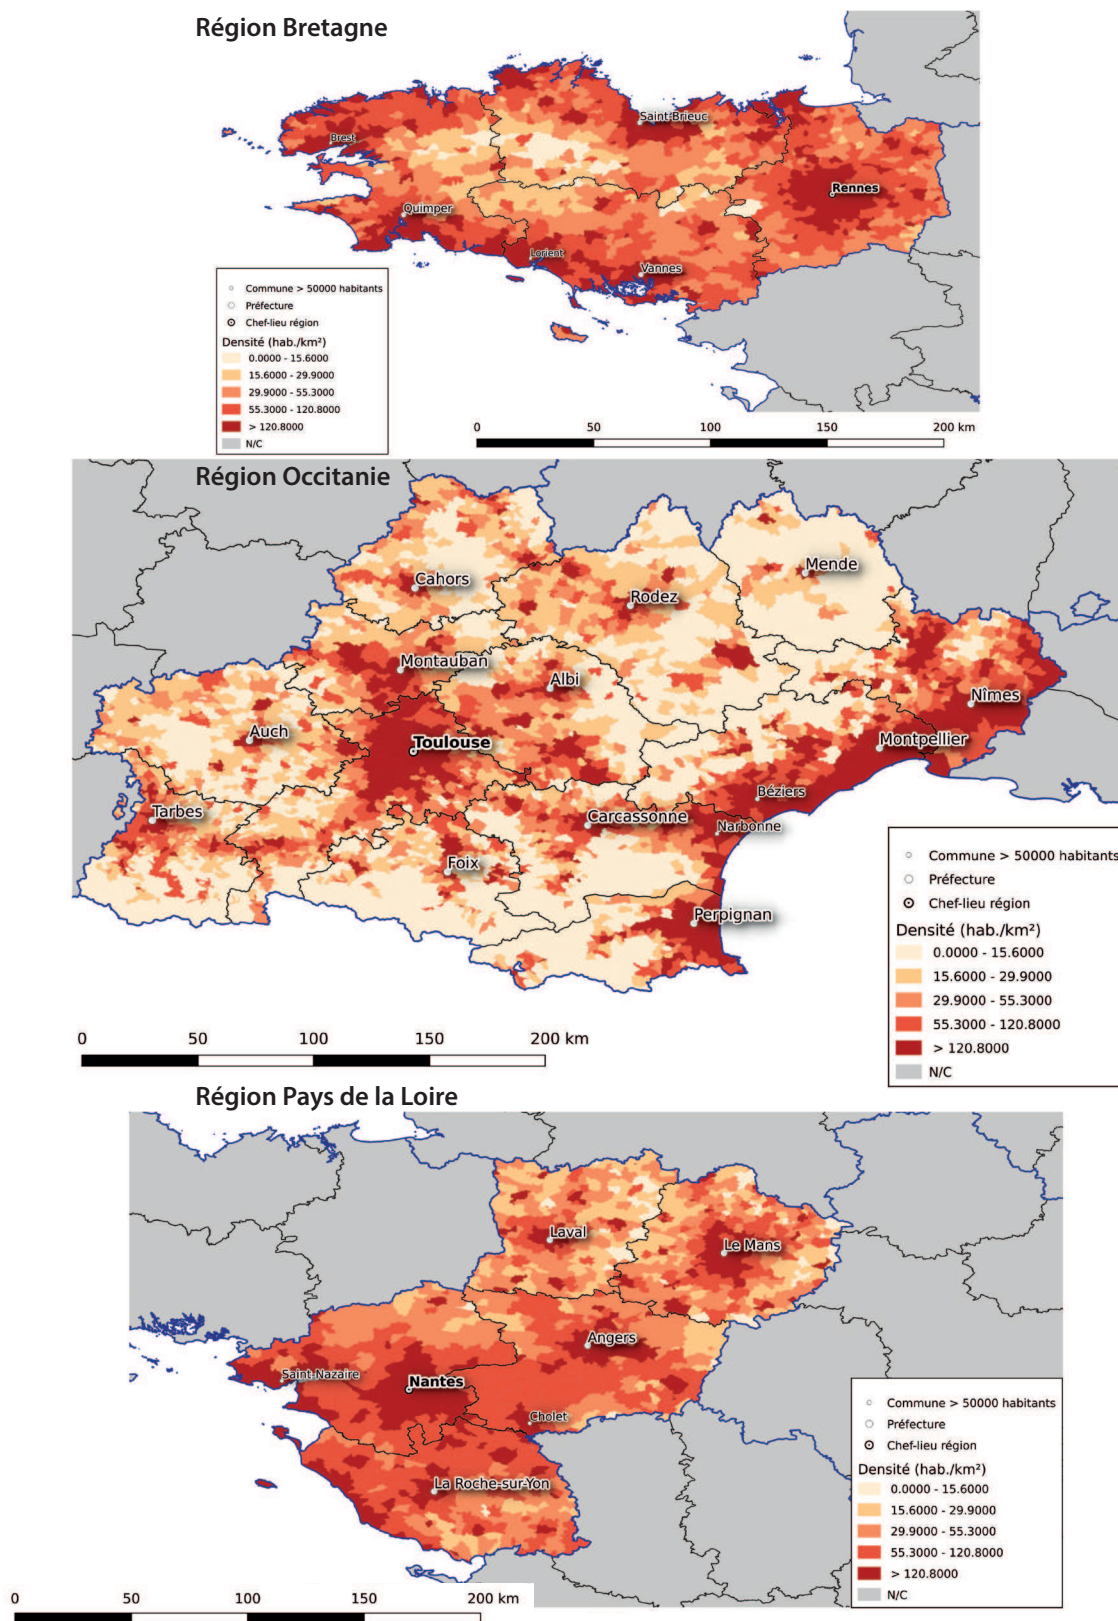 Région Bretagne
Saint-Brieuc
Brest
Rennes
Quimper
Lorient
Vannes
Commune > 50000 habitants
Préfecture
Chef-lieu région
Densité (hab./km²)
0.0000 - 15.6000
15.6000 - 29.9000
29.9000 - 55.3000
55.3000 - 120.8000
> 120.8000
N/C
0 50 100 150 200 km
Région Occitanie
Cahors
Mende
Rodez
Montauban
Albi
Nîmes
Auch
Toulouse
Montpellier
Béziers
Tarbes
Carcassonne
Narbonne
Foix
Perpignan
Commune > 50000 habitants
Préfecture
Chef-lieu région
Densité (hab./km²)
0.0000 - 15.6000
15.6000 - 29.9000
29.9000 - 55.3000
55.3000 - 120.8000
> 120.8000
N/C
0 50 100 150 200 km
Région Pays de la Loire
Laval
Le Mans
Angers
Saint-Nazaire
Nantes
Cholet
La Roche-sur-Yon
Commune > 50000 habitants
Préfecture
Chef-lieu région
Densité (hab./km²)
0.0000 - 15.6000
15.6000 - 29.9000
29.9000 - 55.3000
55.3000 - 120.8000
> 120.8000
N/C
0 50 100 150 200 km